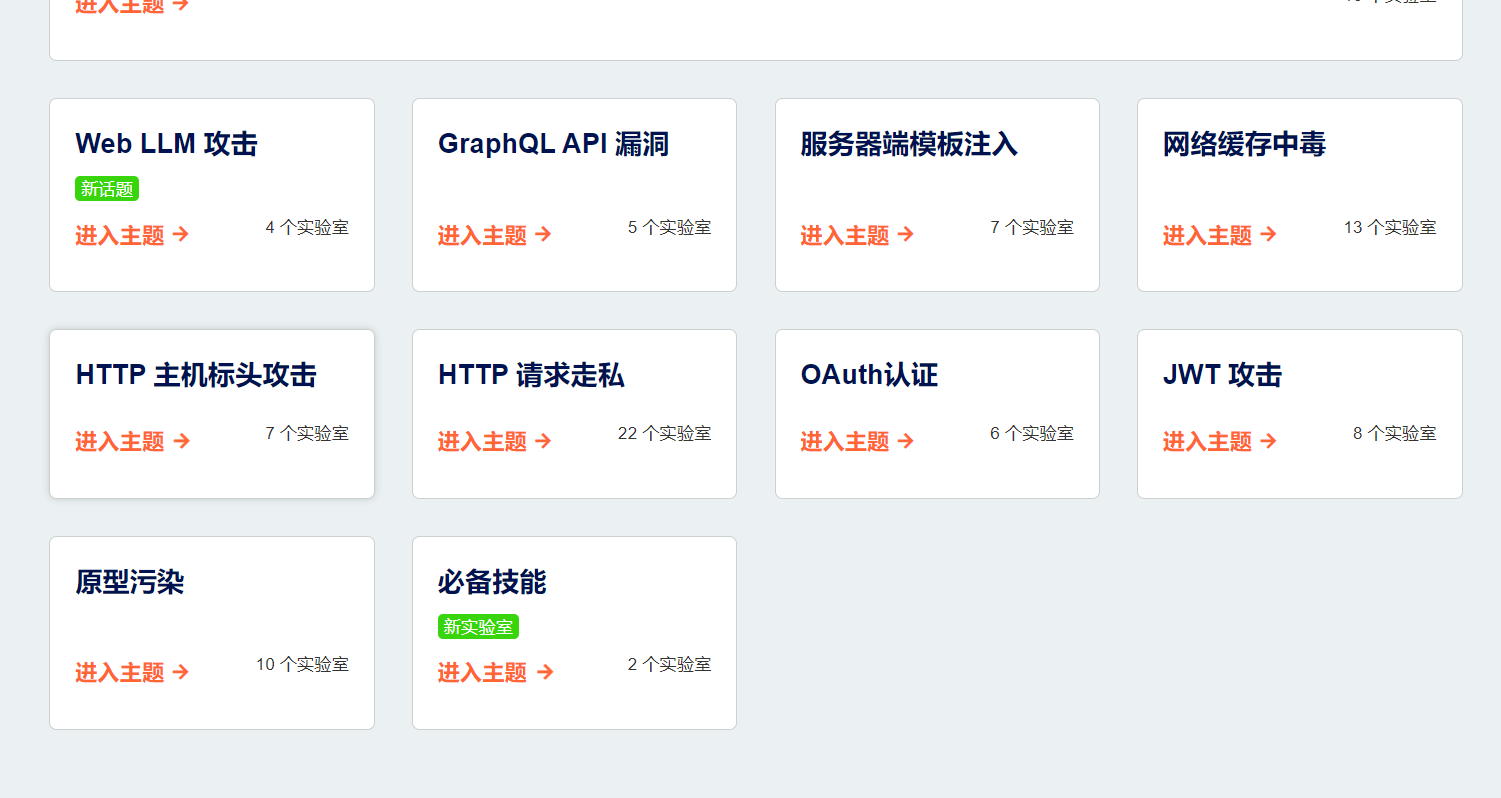 进入主题 →
Web LLM 攻击
新话题
进入主题 →
4 个实验室
GraphQL API 漏洞
进入主题 →
5 个实验室
服务器端模板注入
进入主题 →
7 个实验室
网络缓存中毒
进入主题 →
13 个实验室
HTTP 主机标头攻击
进入主题 →
7 个实验室
HTTP 请求走私
进入主题 →
22 个实验室
OAuth认证
进入主题 →
6 个实验室
JWT 攻击
进入主题 →
8 个实验室
原型污染
进入主题 →
10 个实验室
必备技能
新实验室
进入主题 →
2 个实验室